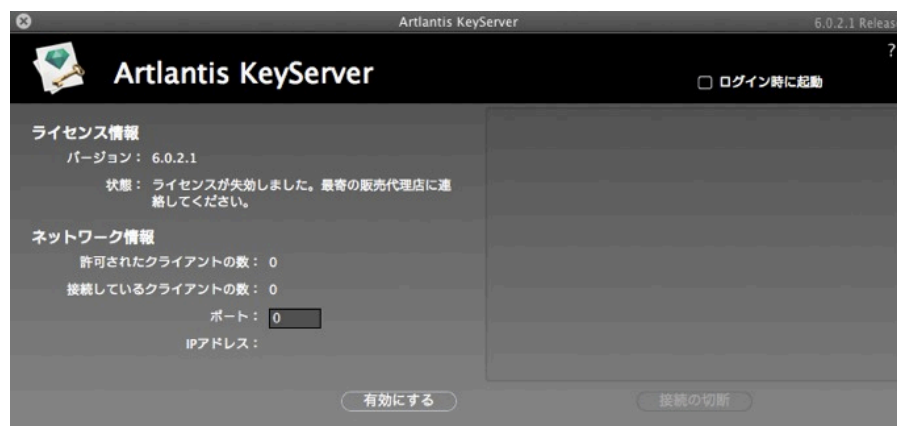 Artlantis KeyServer
6.0.2.1 Releas
?
Artlantis KeyServer
ログイン時に起動
ライセンス情報
バージョン： 6.0.2.1
状態： ライセンスが失効しました。最寄の販売代理店に連
絡してください。
ネットワーク情報
許可されたクライアントの数： 0
接続しているクライアントの数： 0
ポート： 0
IPアドレス：
有効にする
接続の切断